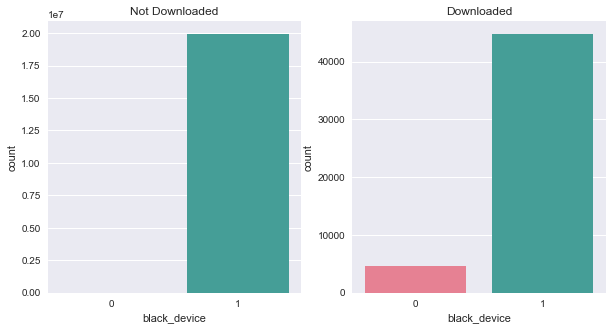 Not Downloaded
1e7
2.00
1.75
1.50
1.25
1.00
0.75
0.50
0.25
0.00
count
0 1
black_device
Downloaded
40000
30000
20000
10000
0
count
0 1
black_device